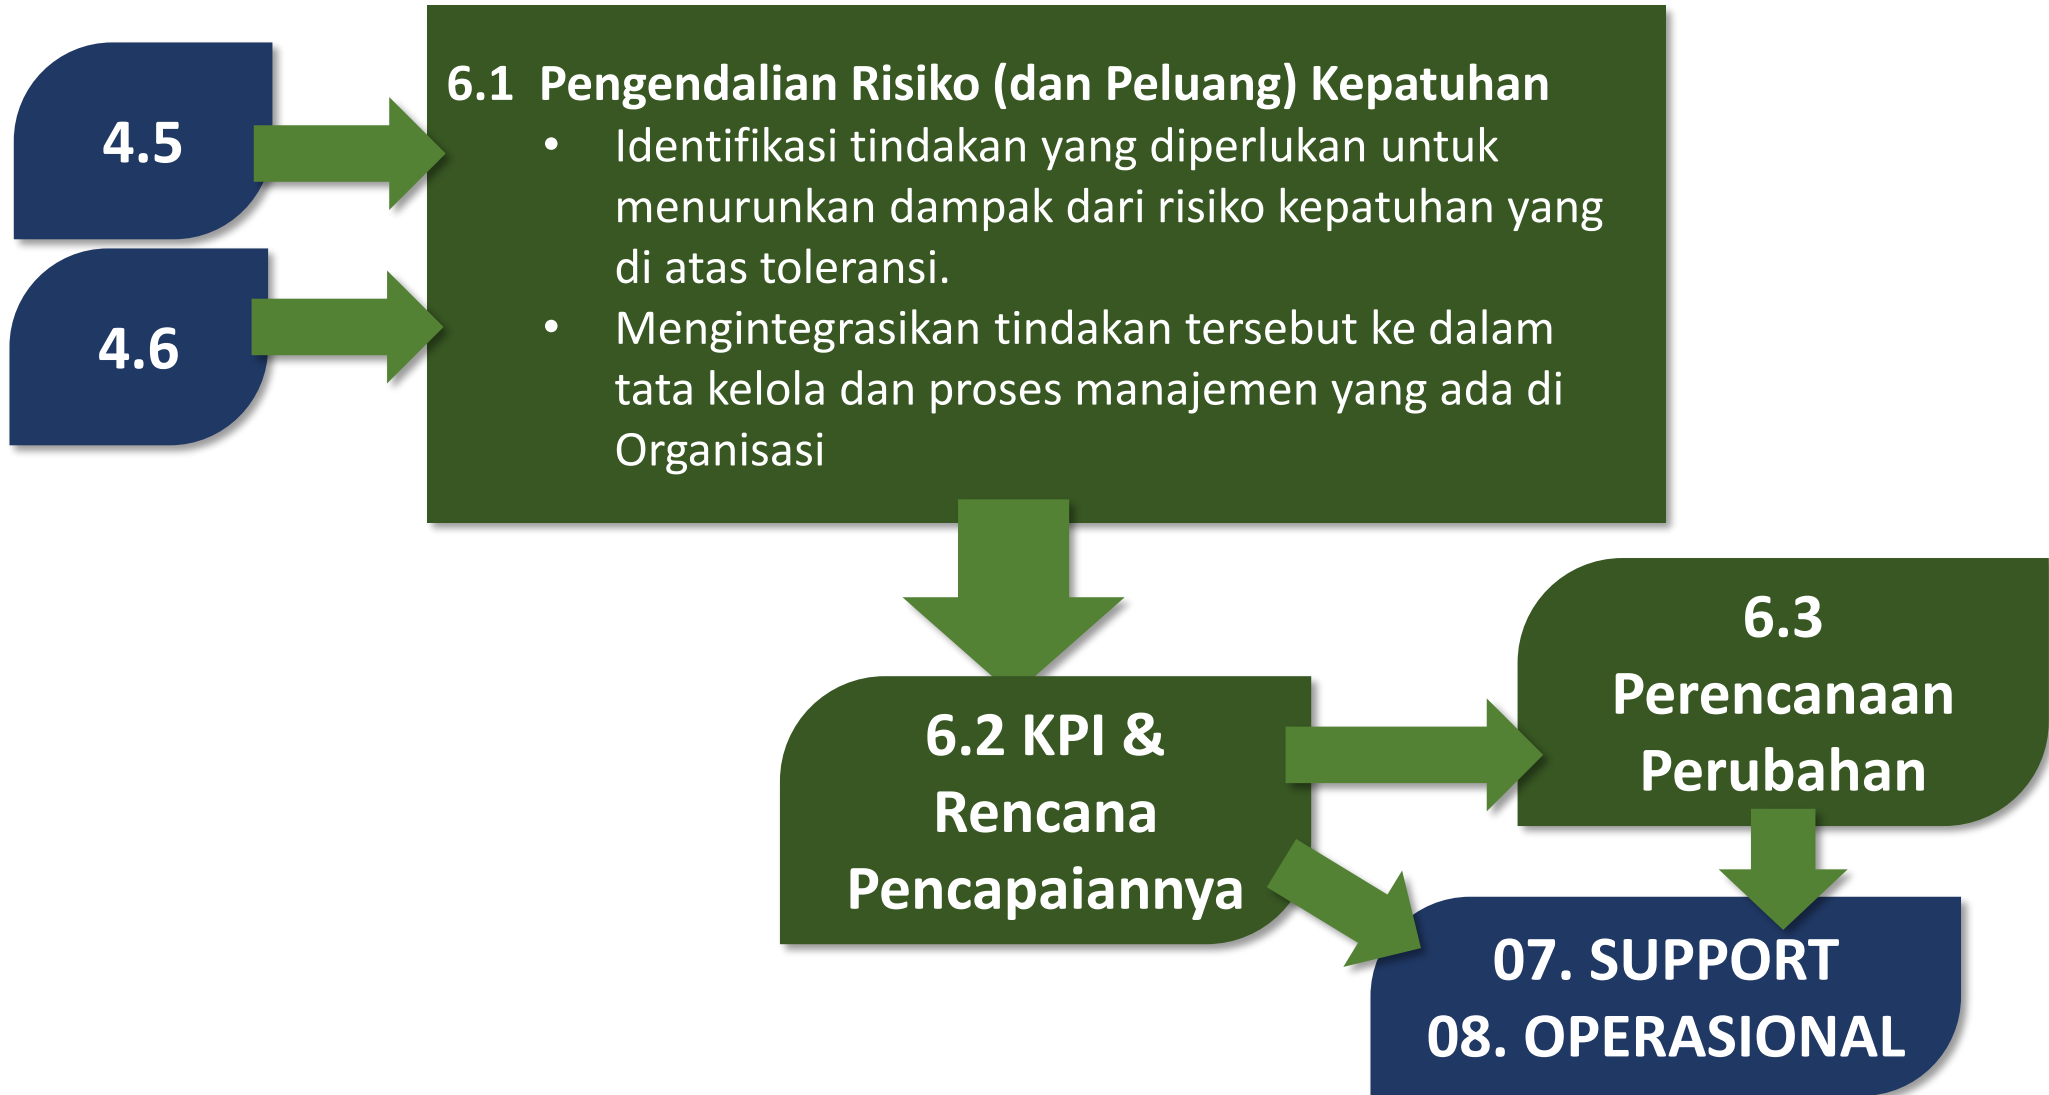 4.5
4.6
6.1 Pengendalian Risiko (dan Peluang) Kepatuhan
• Identifikasi tindakan yang diperlukan untuk
menurunkan dampak dari risiko kepatuhan yang
di atas toleransi.
• Mengintegrasikan tindakan tersebut ke dalam
tata kelola dan proses manajemen yang ada di
Organisasi
6.2 KPI &
Rencana
Pencapaiannya
6.3
Perencanaan
Perubahan
07. SUPPORT
08. OPERASIONAL